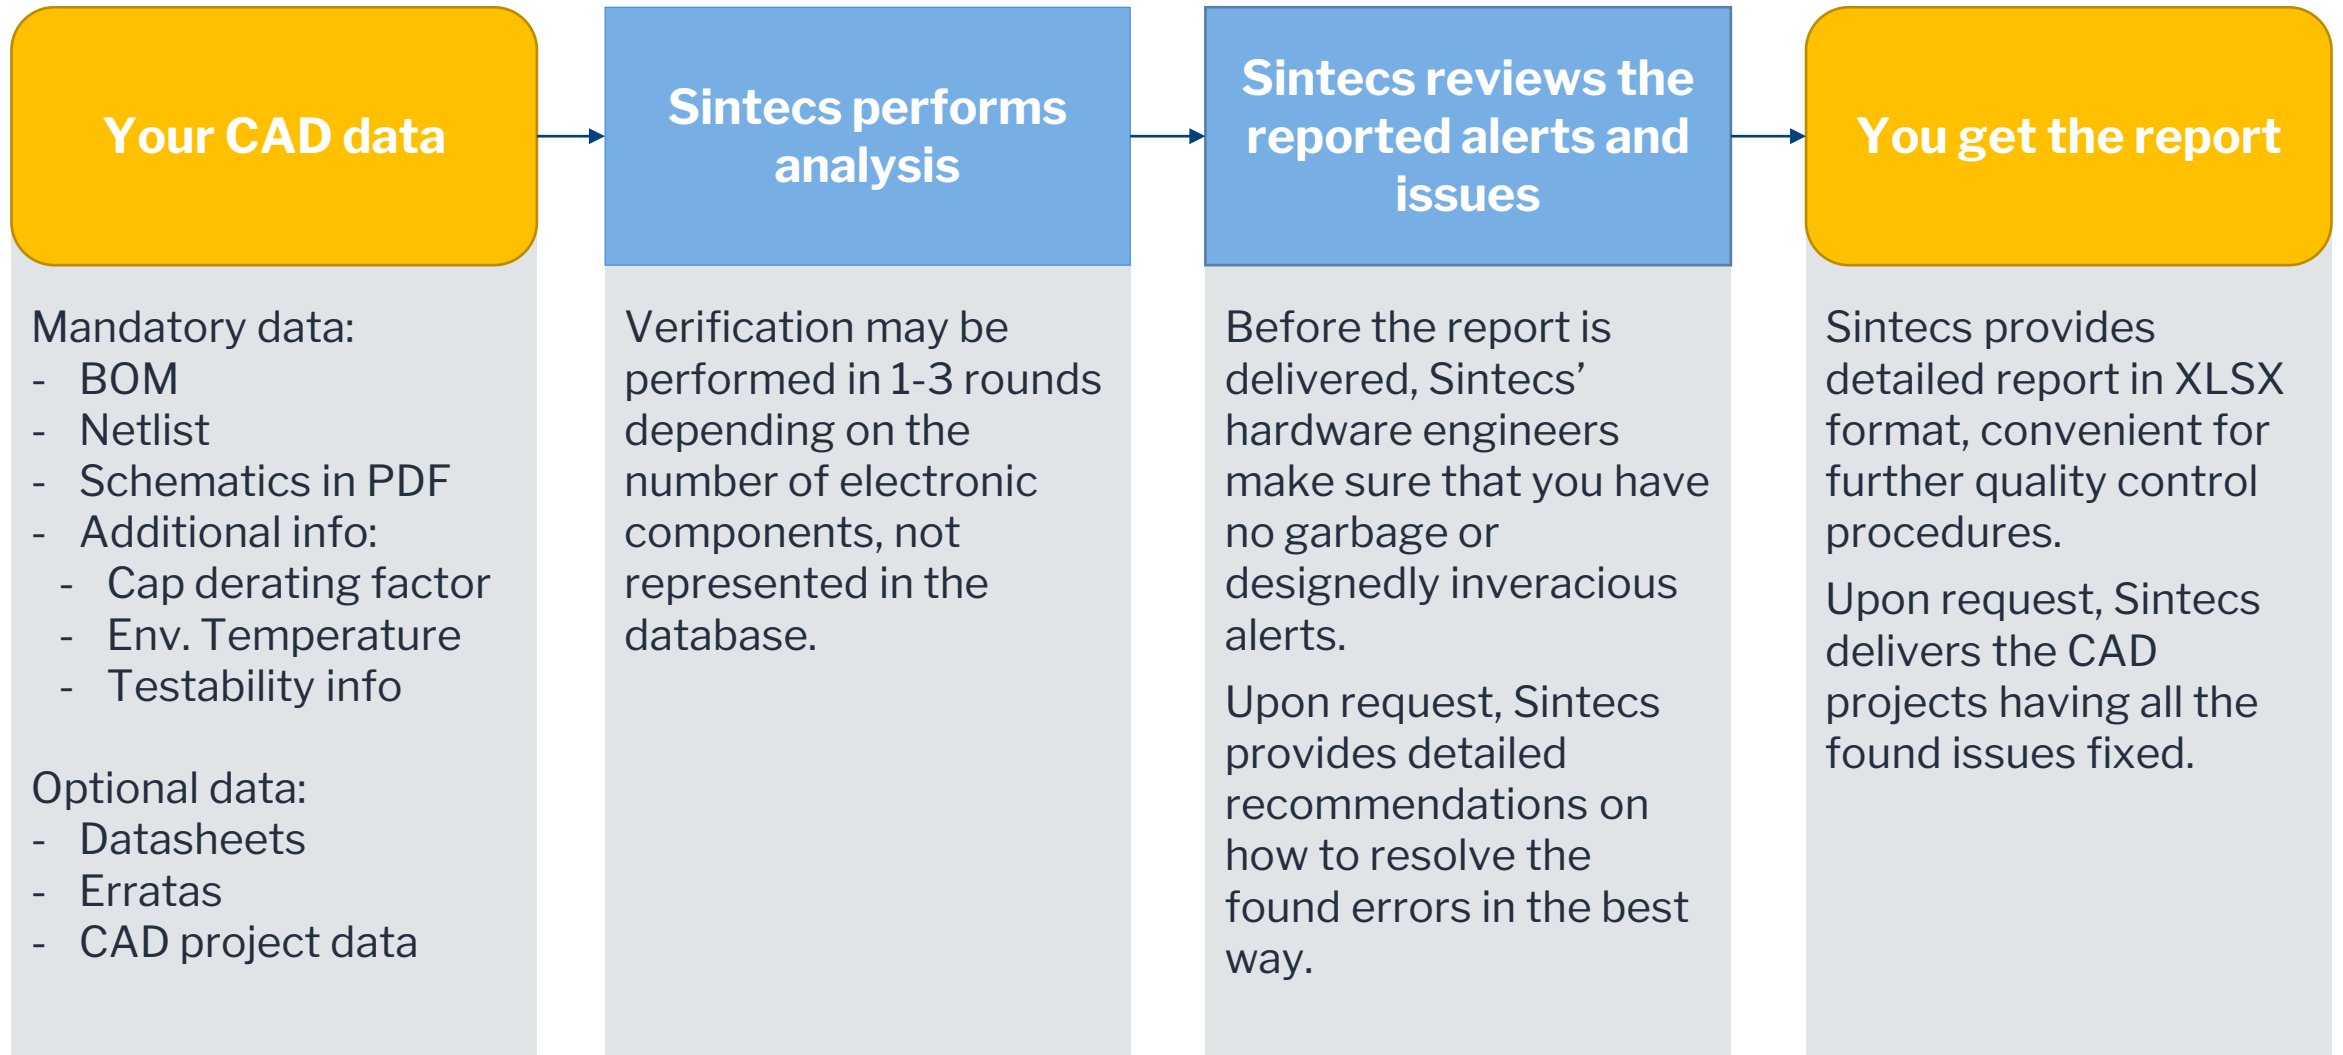 Your CAD data
Mandatory data:
- BOM
- Netlist
- Schematics in PDF
- Additional info:
- Cap derating factor
- Env. Temperature
- Testability info
Optional data:
- Datasheets
- Erratas
- CAD project data
Sintecs performs
analysis
Verification may be
performed in 1-3 rounds
depending on the
number of electronic
components, not
represented in the
database.
Sintecs reviews the
reported alerts and
issues
Before the report is
delivered, Sintecs’
hardware engineers
make sure that you have
no garbage or
designedly inveracious
alerts.
Upon request, Sintecs
provides detailed
recommendations on
how to resolve the
found errors in the best
way.
You get the report
Sintecs provides
detailed report in XLSX
format, convenient for
further quality control
procedures.
Upon request, Sintecs
delivers the CAD
projects having all the
found issues fixed.